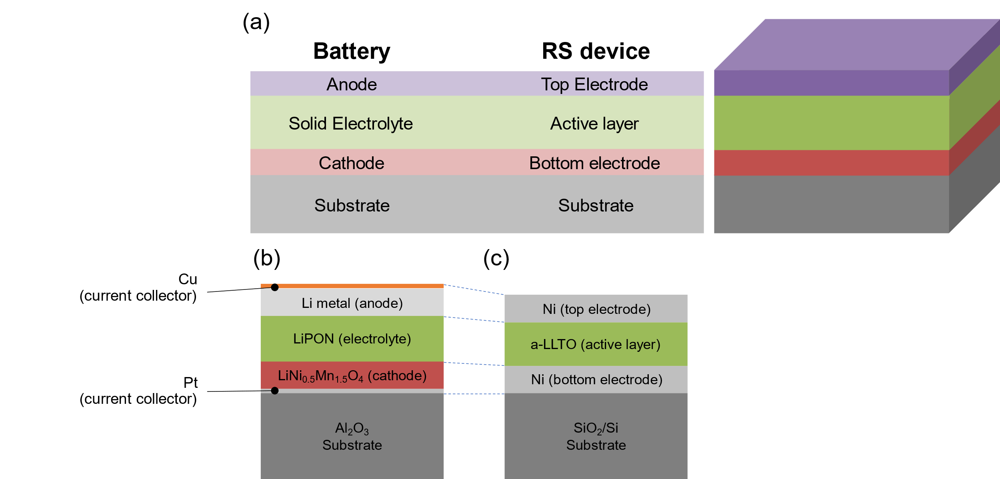 (a)
Battery RS device
Anode Top Electrode
Solid Electrolyte Active layer
Cathode Bottom electrode
Substrate Substrate
(b)
(c)
Cu
(current collector)
Li metal (anode)
LiPON (electrolyte)
LiNi₀.₅Mn₁.₅O₄ (cathode)
Pt
(current collector)
Al₂O₃
Substrate
Ni (top electrode)
a-LLTO (active layer)
Ni (bottom electrode)
SiO₂/Si
Substrate